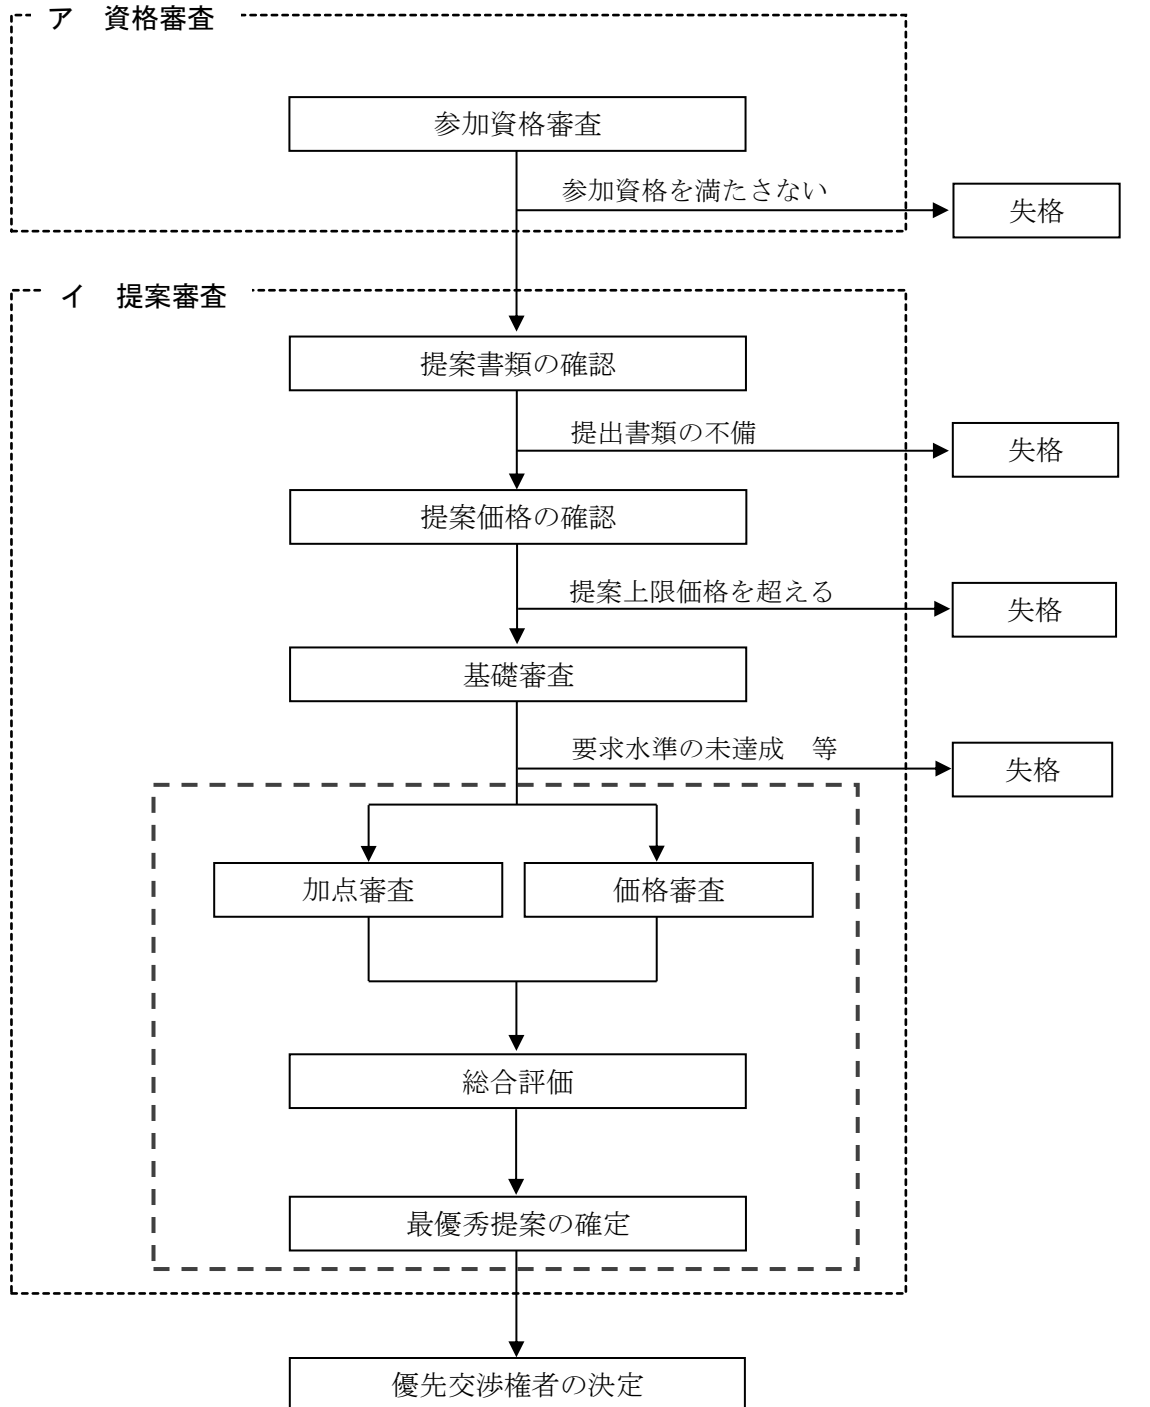 ア　資格審査
参加資格審査
参加資格を満たさない
失格
イ　提案審査
提案書類の確認
提出書類の不備
失格
提案価格の確認
提案上限価格を超える
失格
基礎審査
要求水準の未達成　等
失格
加点審査
価格審査
総合評価
最優秀提案の確定
優先交渉権者の決定